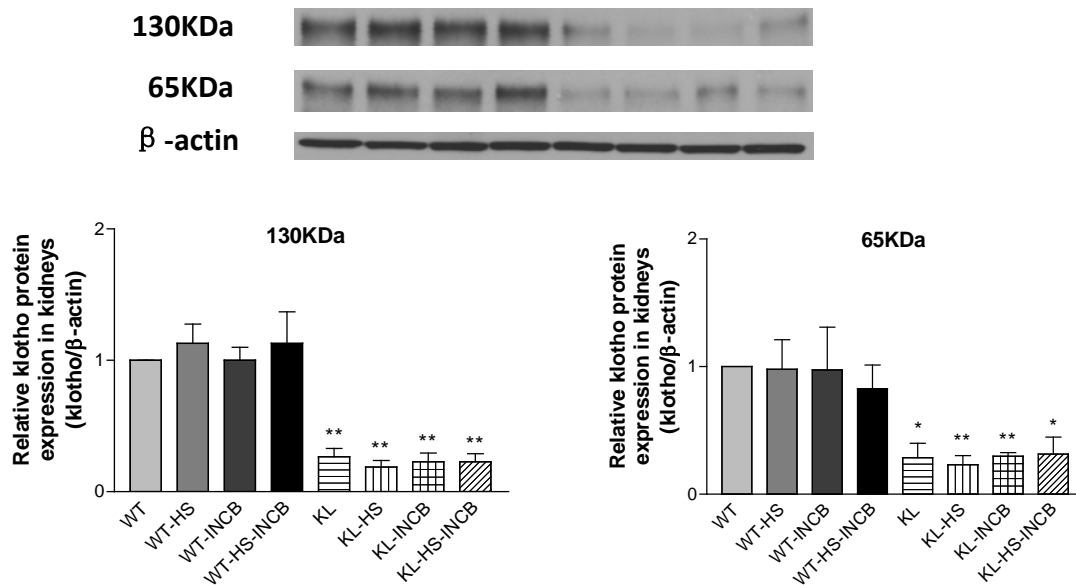 130KDa
65KDa
β-actin
Relative klotho protein
expression in kidneys
(klotho/β-actin)
130KDa
2
1
0
** ** ** **
WT
WT-HS
WT-INCB
WT-HS-INCB
KL
KL-HS
KL-INCB
KL-HS-INCB
Relative klotho protein
expression in kidneys
(klotho/β-actin)
65KDa
2
1
0
* ** ** *
WT
WT-HS
WT-INCB
WT-HS-INCB
KL
KL-HS
KL-INCB
KL-HS-INCB